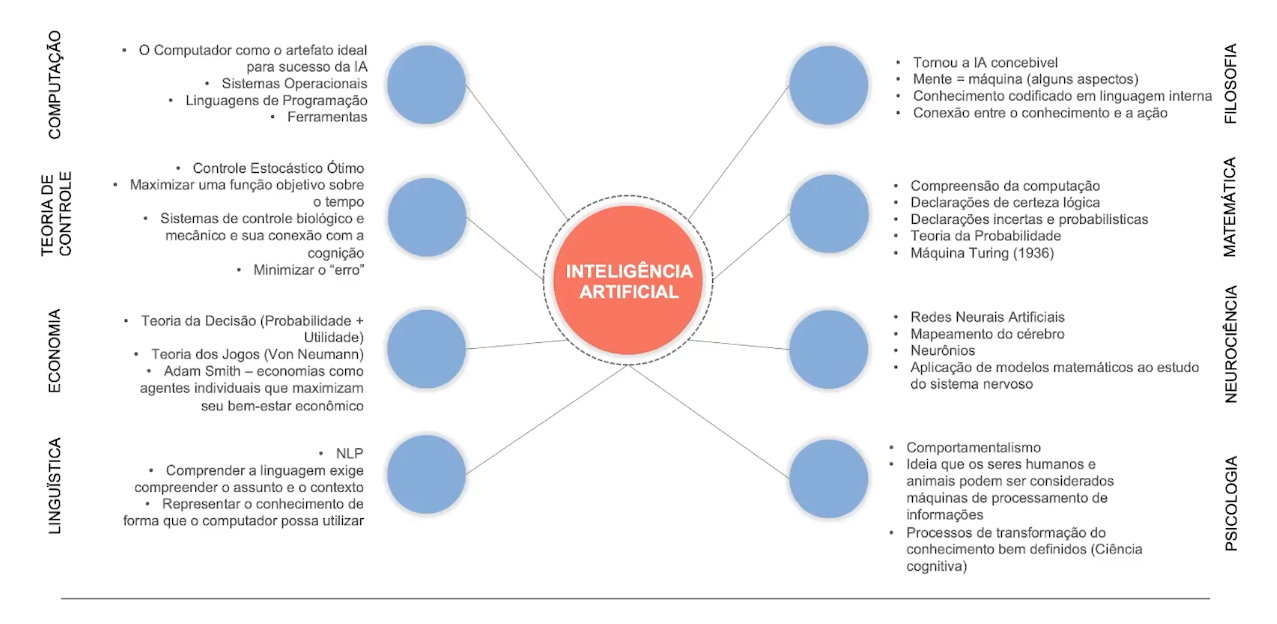 COMPUTAÇÃO
• O Computador como o artefato ideal
para sucesso da IA
• Sistemas Operacionais
• Linguagens de Programação
• Ferramentas
TEORIA DE
CONTROLE
• Controle Estocástico Ótimo
• Maximizar uma função objetivo sobre
o tempo
• Sistemas de controle biológico e
mecânico e sua conexão com a
cognição
• Minimizar o “erro”
ECONOMIA
• Teoria da Decisão (Probabilidade +
Utilidade)
• Teoria dos Jogos (Von Neumann)
• Adam Smith – economias como
agentes individuais que maximizam
seu bem-estar econômico
LINGUÏSTICA
• NLP
• Comprender a linguagem exige
compreender o assunto e o contexto
• Representar o conhecimento de
forma que o computador possa utilizar
INTELIGÊNCIA
ARTIFICIAL
FILOSOFIA
• Tornou a IA concebivel
• Mente = máquina (alguns aspectos)
• Conhecimento codificado em linguagem interna
• Conexão entre o conhecimento e a ação
MATEMÁTICA
• Compreensão da computação
• Declarações de certeza lógica
• Declarações incertas e probabilisticas
• Teoria da Probabilidade
• Máquina Turing (1936)
NEUROCIÊNCIA
• Redes Neurais Artificiais
• Mapeamento do cérebro
• Neurônios
• Aplicação de modelos matemáticos ao estudo
do sistema nervoso
PSICOLOGIA
• Comportamentalismo
• Ideia que os seres humanos e
animais podem ser considerados
máquinas de processamento de
informações
• Processos de transformação do
conhecimento bem definidos (Ciência
cognitiva)